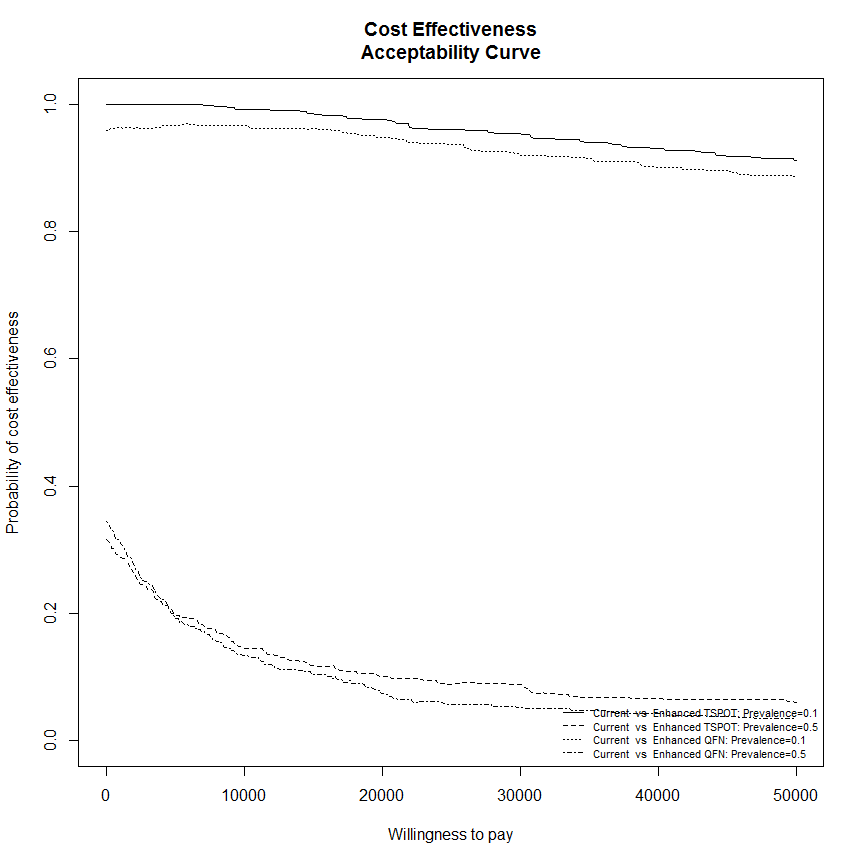 Cost Effectiveness
Acceptability Curve
Probability of cost effectiveness
1.0
0.8
0.6
0.4
0.2
0.0
Current vs Enhanced TSPOT: Prevalence=0.1
Current vs Enhanced TSPOT: Prevalence=0.5
Current vs Enhanced QFN: Prevalence=0.1
Current vs Enhanced QFN: Prevalence=0.5
0 10000 20000 30000 40000 50000
Willingness to pay